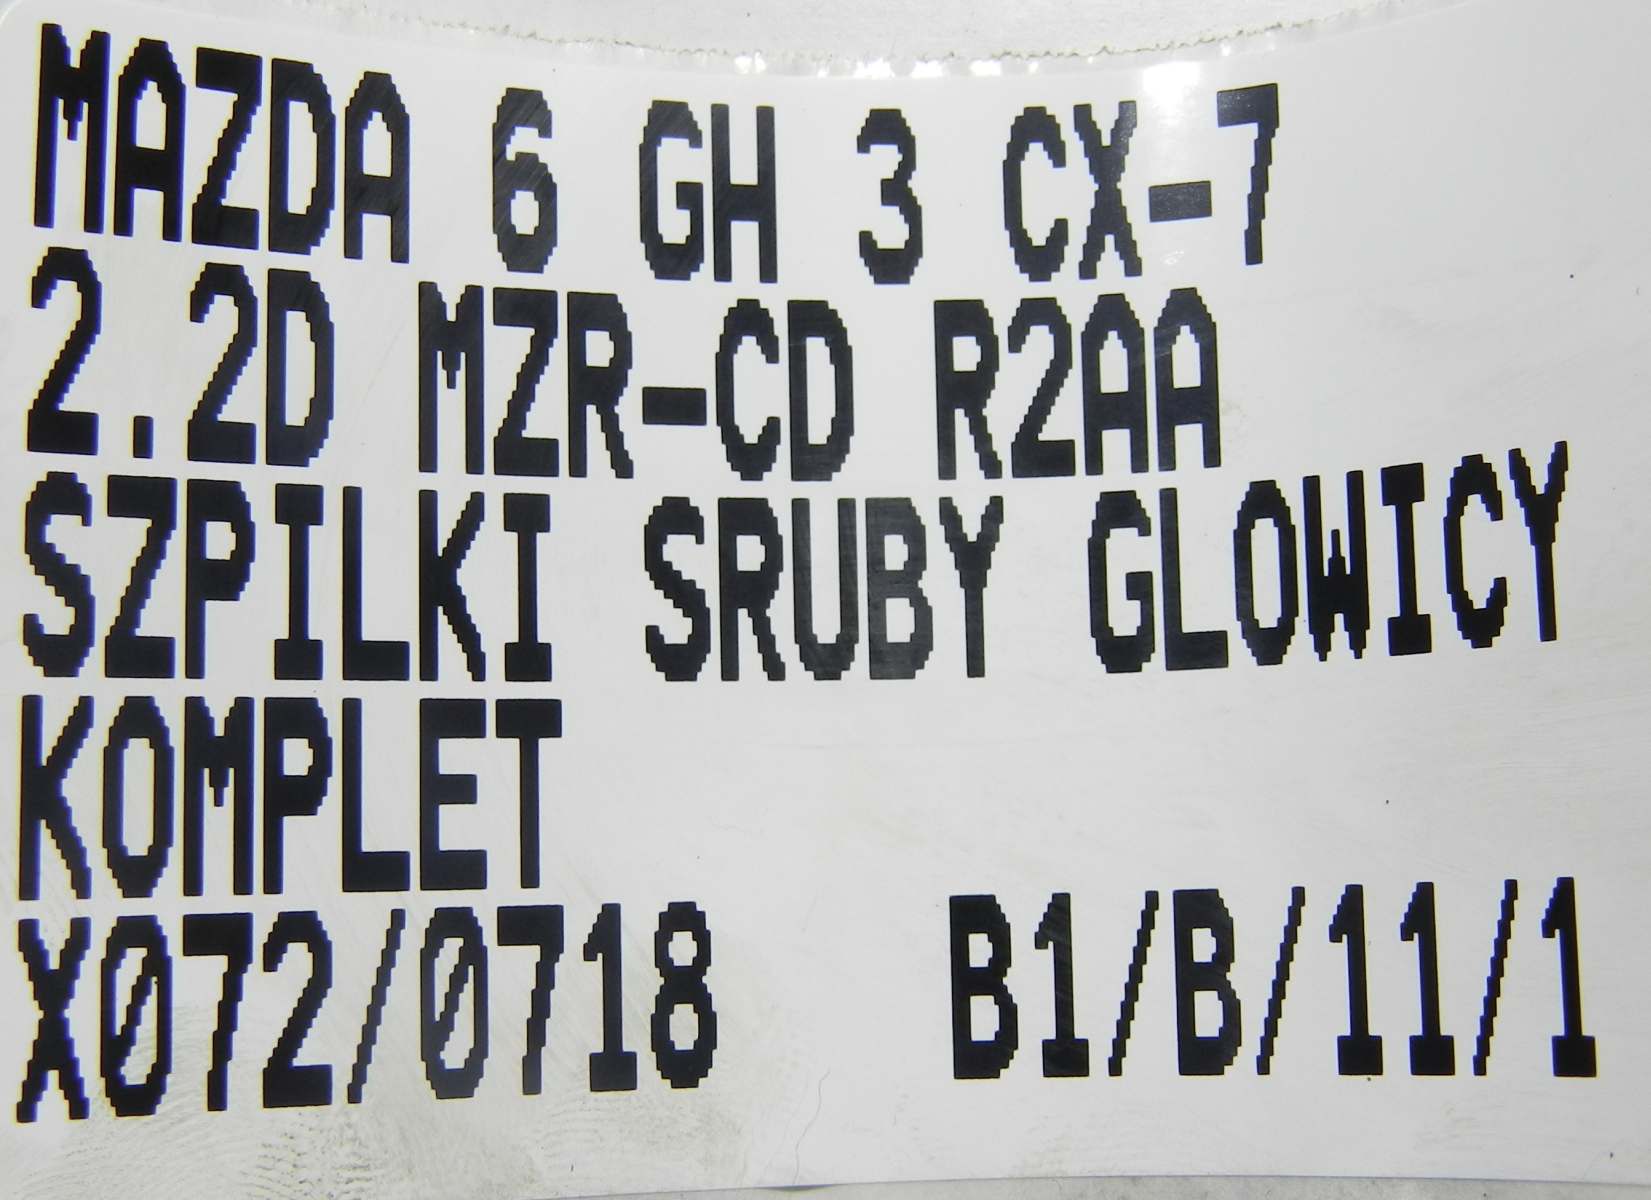 MAZDA 6 GH 3 CX-7
2.2D MZR-CD R2AA
SZPILKI SRUBY GLOWICY
KOMPLET
X072/0718 B1/B/11/1